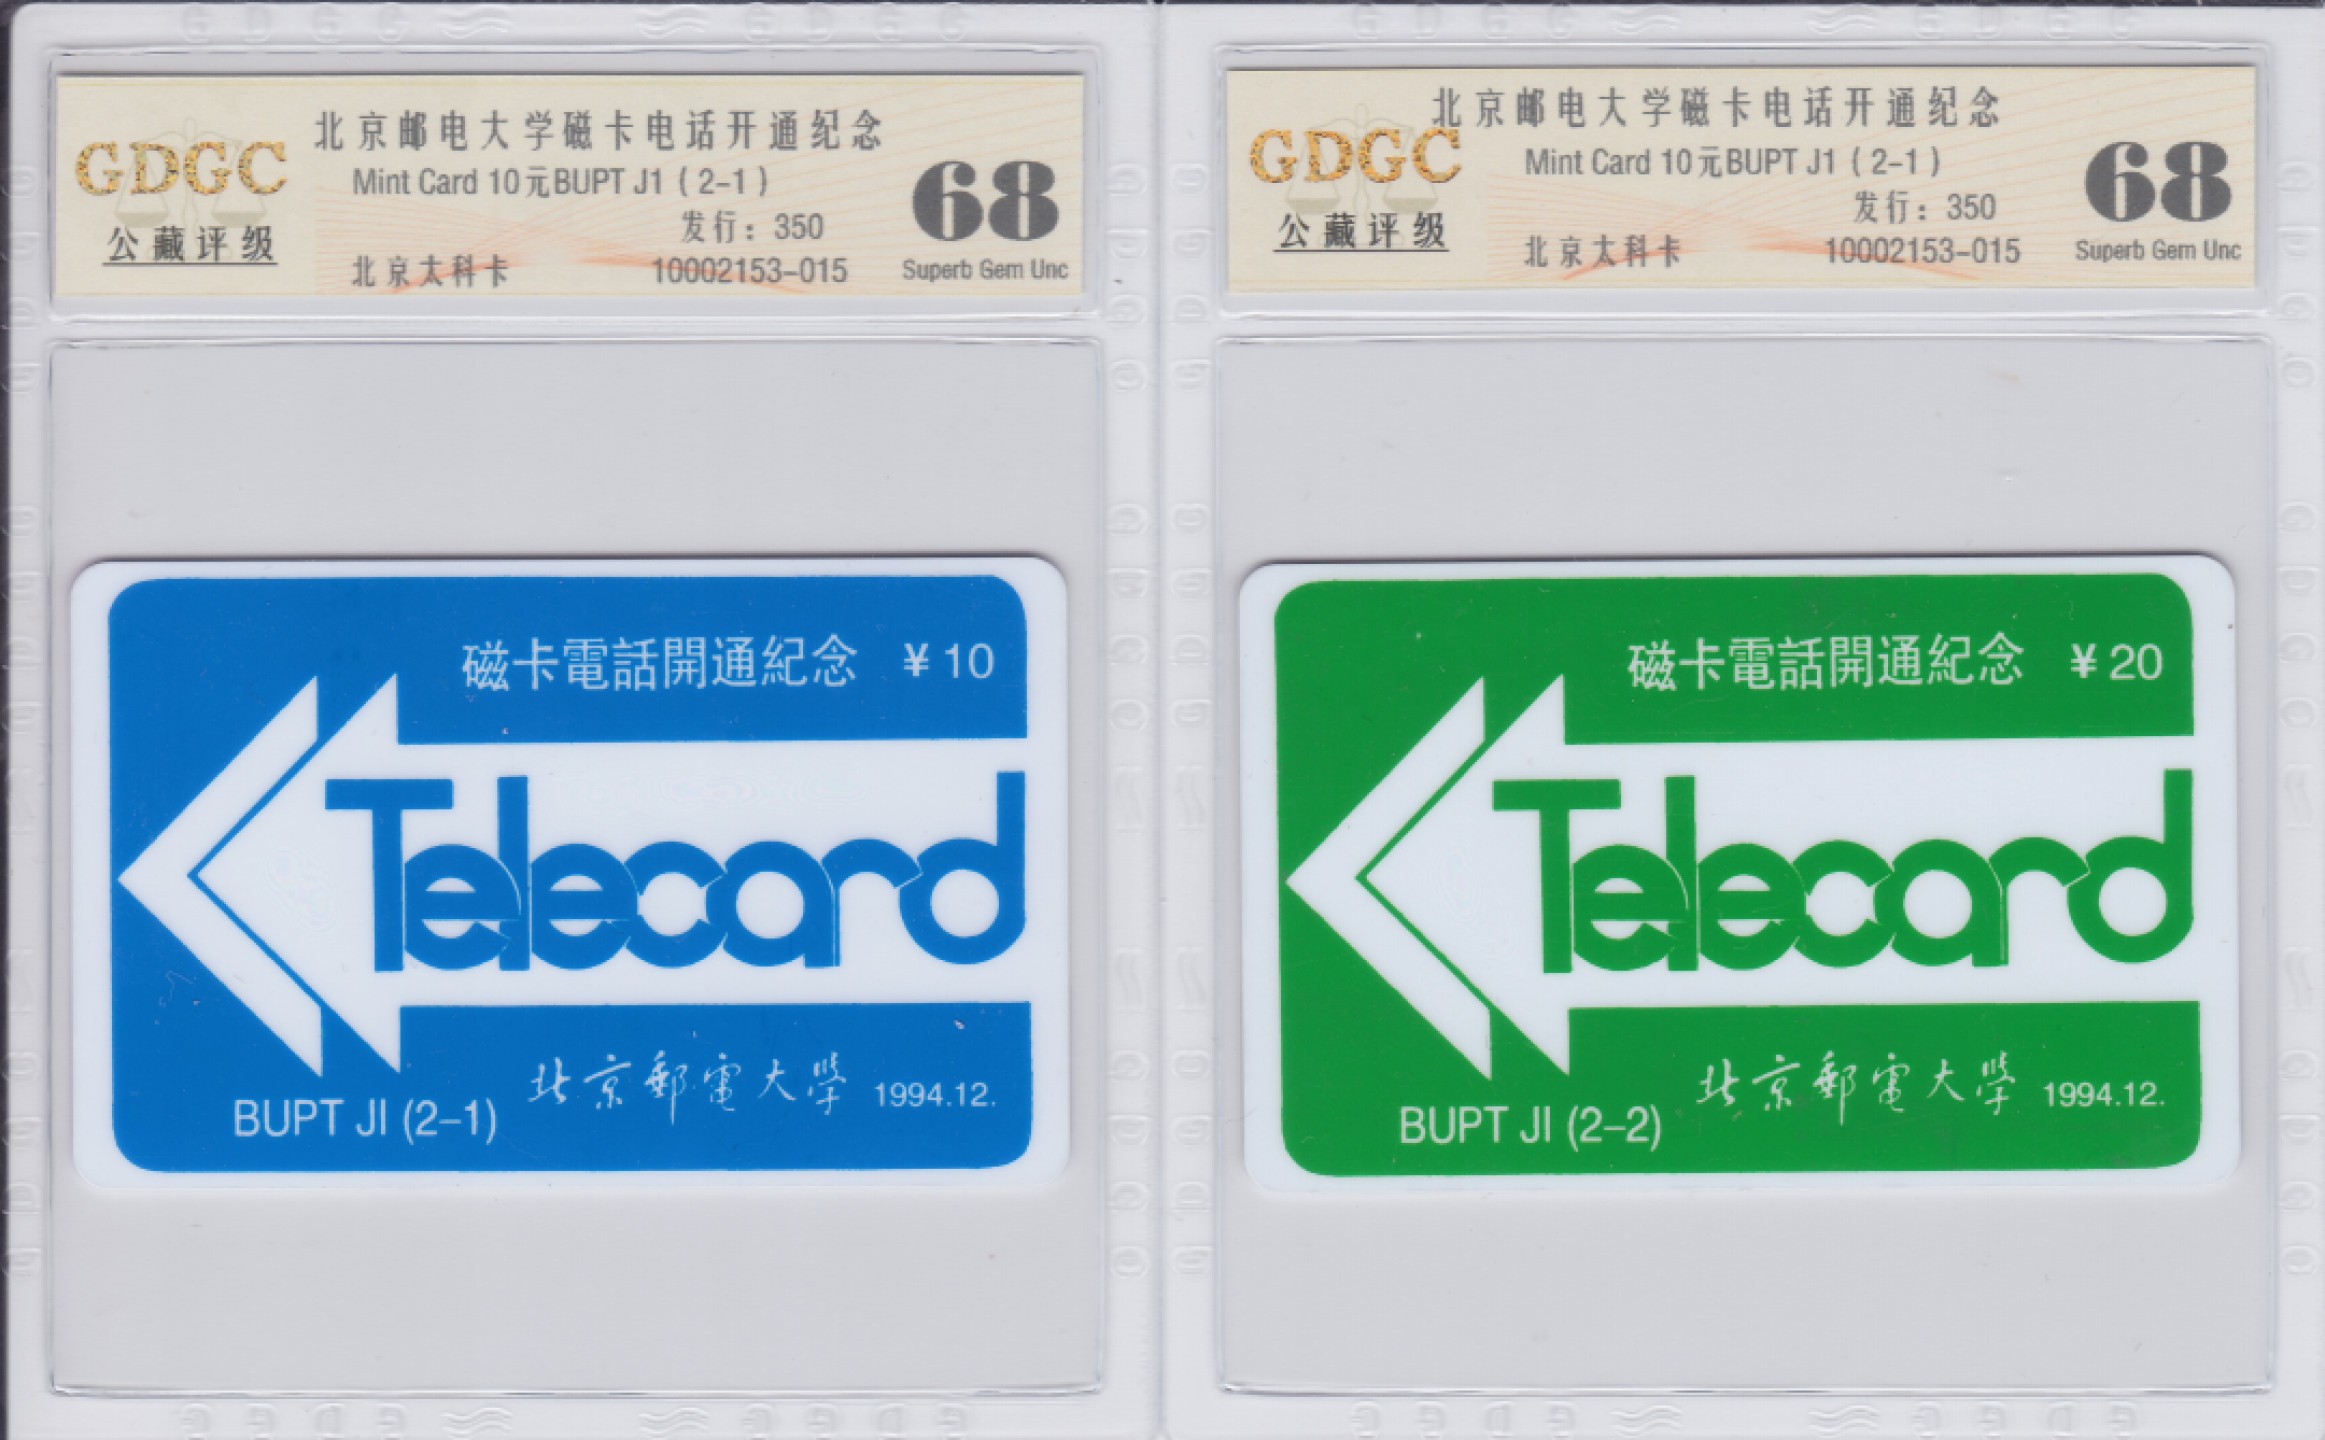 GDGC
公藏评级
北京邮电大学磁卡电话开通纪念
Mint Card 10元BUPT J1 ( 2-1 )
发行：350
北京太科卡
10002153-015
68
Superb Gem Unc
磁卡電話開通紀念 ¥10
Telecard
BUPT JI (2-1) 北京郵電大學 1994.12.
GDGC
公藏评级
北京邮电大学磁卡电话开通纪念
Mint Card 10元BUPT J1 ( 2-1 )
发行：350
北京太科卡
10002153-015
68
Superb Gem Unc
磁卡電話開通紀念 ¥20
Telecard
BUPT JI (2-2) 北京郵電大學 1994.12.